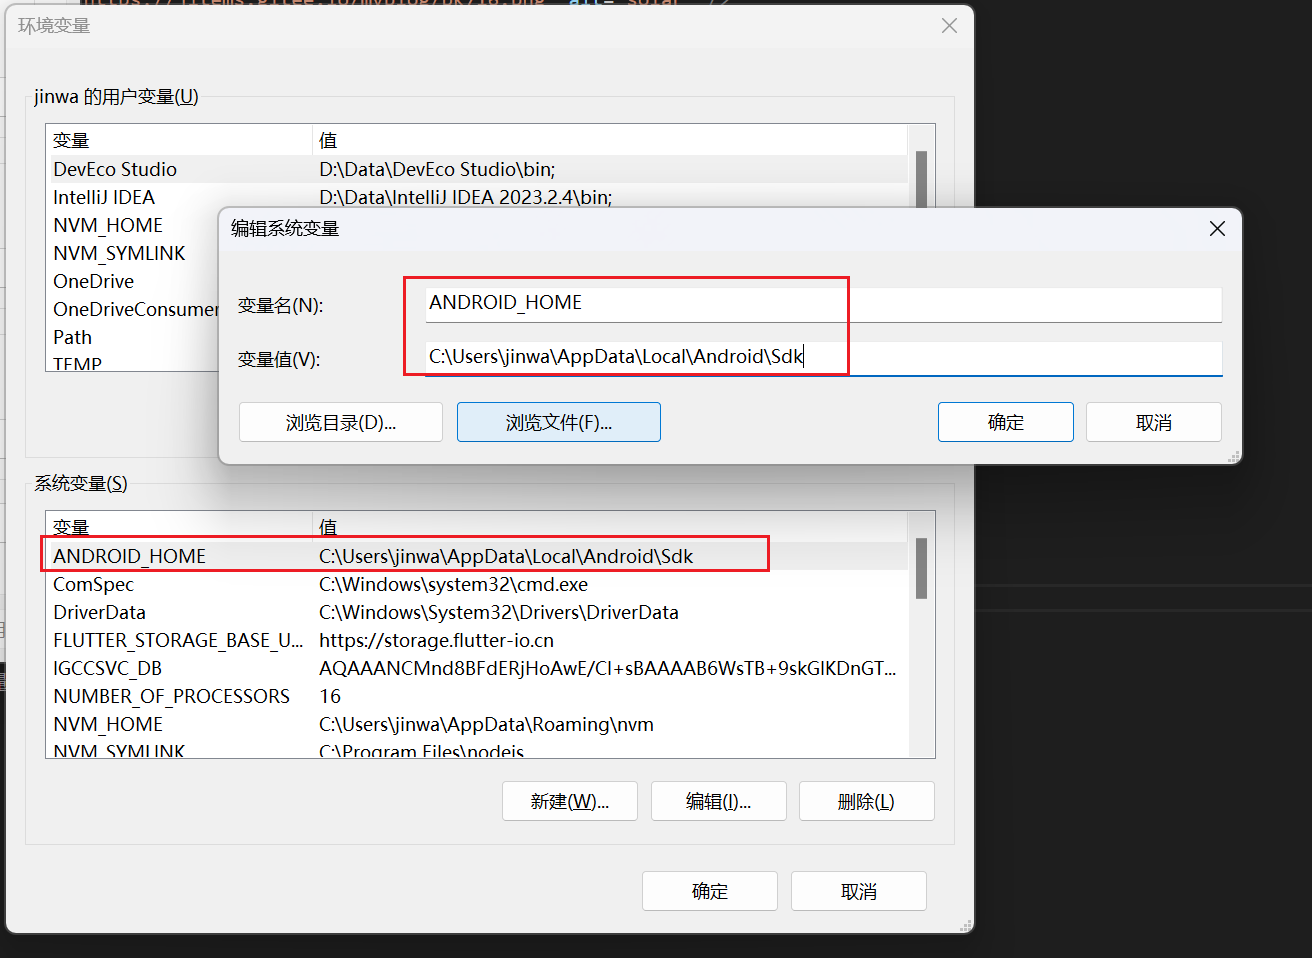 环境变量
jinwa 的用户变量(U)
变量 值
DevEco Studio D:\Data\DevEco Studio\bin;
IntelliJ IDEA D:\Data\IntelliJ IDEA 2023.2.4\bin;
NVM_HOME
NVM_SYMLINK
OneDrive
OneDriveConsumer
Path
TEMP
编辑系统变量
变量名(N): ANDROID_HOME
变量值(V): C:\Users\jinwa\AppData\Local\Android\Sdk
浏览目录(D)... 浏览文件(F)... 确定 取消
系统变量(S)
变量 值
ANDROID_HOME C:\Users\jinwa\AppData\Local\Android\Sdk
ComSpec C:\Windows\system32\cmd.exe
DriverData C:\Windows\System32\Drivers\DriverData
FLUTTER_STORAGE_BASE_U... https://storage.flutter-io.cn
IGCCSVC_DB AQAAANCMnd8BFdERjHoAwE/Cl+sBAAAAB6WsTB+9skGlKDnGT...
NUMBER_OF_PROCESSORS 16
NVM_HOME C:\Users\jinwa\AppData\Roaming\nvm
NVM_SYMLINK C:\Program Files\nodejs
新建(W)... 编辑(I)... 删除(L)
确定 取消